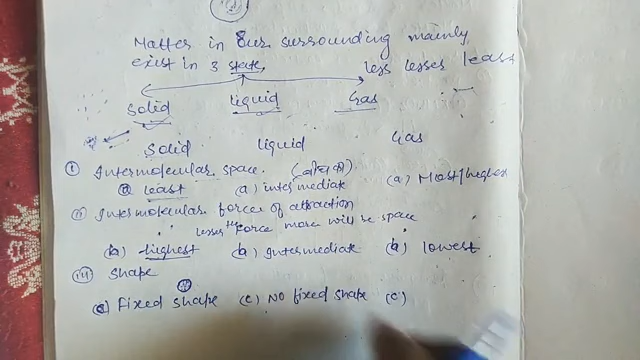 Matter in Our surrounding mainly
exist in 3 state, less lesser least
Solid liquid Gas
Solid liquid Gas
(i) Intermolecular space.
(a) least (a) intermediate (a) Most/highest
(ii) Intermolecular force of attraction
lesser the force more will be space
(b) highest (b) Intermediate (b) lowest
(iii) Shape
(c) Fixed shape (c) No fixed shape (c)